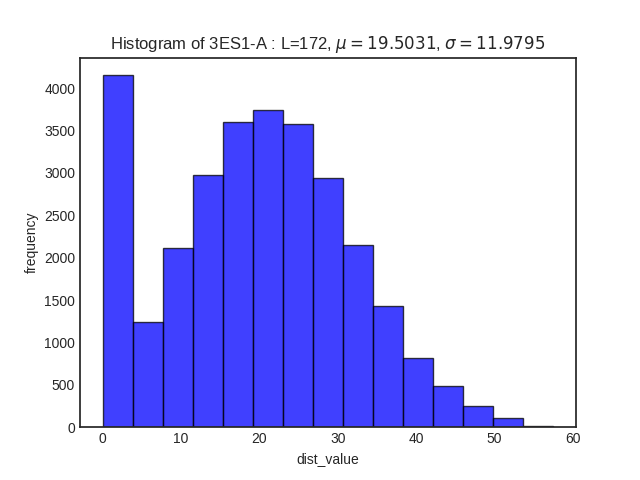 Histogram of 3ES1-A : L=172, μ = 19.5031, σ = 11.9795
4000
3500
3000
2500
2000
1500
1000
500
0
frequency
0 10 20 30 40 50 60
dist_value